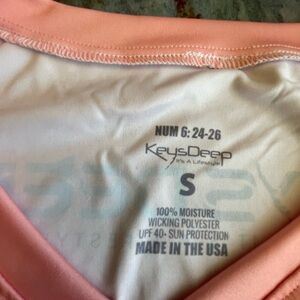 NUM 6: 24-26
KeysDeep
It's A Lifestyle
S
100% MOISTURE
WICKING POLYESTER
UPF 40+ SUN PROTECTION
MADE IN THE USA